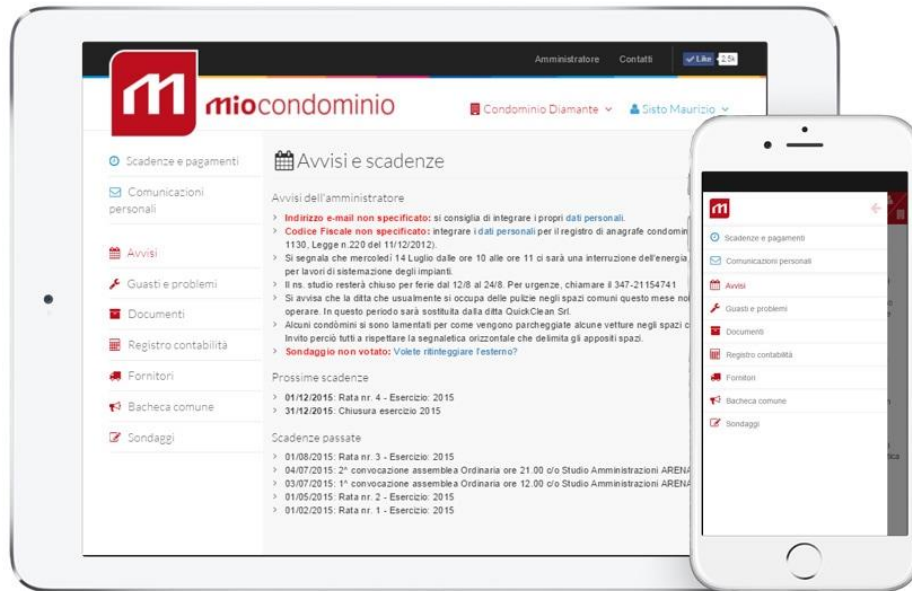 Amministratore Contatti Like 2.5k
miocondominio
Condominio Diamante Sisto Maurizio
Scadenze e pagamenti
Comunicazioni
personali
Avvisi
Guasti e problemi
Documenti
Registro contabilità
Fornitori
Bacheca comune
Sondaggi
Avvisi e scadenze
Avvisi dell'amministratore
Indirizzo e-mail non specificato: si consiglia di integrare i propri dati personali.
Codice Fiscale non specificato: integrare i dati personali per il registro di anagrafe condomin
1130, Legge n.220 del 11/12/2012).
Si segnala che mercoledì 14 Luglio dalle ore 10 alle ore 11 ci sarà una interruzione dell'energia
per lavori di sistemazione degli impianti.
Il ns. studio resterà chiuso per ferie dal 12/8 al 24/8. Per urgenze, chiamare il 347-21154741
Si avvisa che la ditta che usualmente si occupa delle pulizie negli spazi comuni questo mese no
operare. In questo periodo sarà sostituita dalla ditta QuickClean Srl.
Alcuni condòmini si sono lamentati per come vengono parcheggiate alcune vetture negli spazi c
Invito perciò tutti a rispettare la segnaletica orizzontale che delimita gli appositi spazi.
Sondaggio non votato: Volete ritinteggiare l'esterno?
Prossime scadenze
01/12/2015: Rata nr. 4 - Esercizio: 2015
31/12/2015: Chiusura esercizio 2015
Scadenze passate
01/08/2015: Rata nr. 3 - Esercizio: 2015
04/07/2015: 2^ convocazione assemblea Ordinaria ore 21.00 c/o Studio Amministrazioni ARENA
03/07/2015: 1^ convocazione assemblea Ordinaria ore 12.00 c/o Studio Amministrazioni ARENA
01/05/2015: Rata nr. 2 - Esercizio: 2015
01/02/2015: Rata nr. 1 - Esercizio: 2015
Scadenze e pagamenti
Comunicazioni personali
Avvisi
Guasti e problemi
Documenti
Registro contabilità
Fornitori
Bacheca comune
Sondaggi